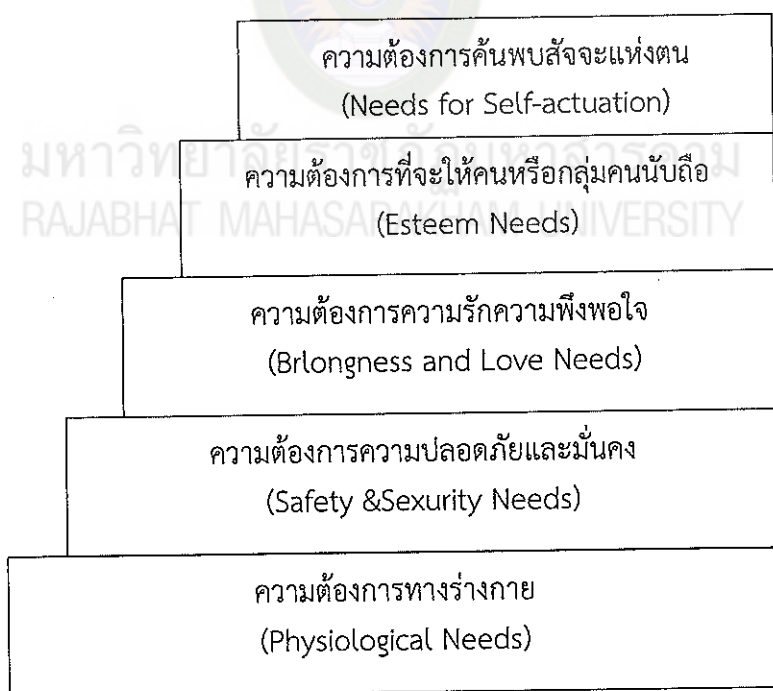 ความต้องการค้นพบสัจจะแห่งตน
(Needs for Self-actuation)
มหาวิทยาลัยราชภัฏมหาสารคาม
ความต้องการที่จะให้คนหรือกลุ่มคนนับถือ
RAJABHAT MAHASARAKHAM UNIVERSITY
(Esteem Needs)
ความต้องการความรักความพึงพอใจ
(Brlongness and Love Needs)
ความต้องการความปลอดภัยและมั่นคง
(Safety &Sexurity Needs)
ความต้องการทางร่างกาย
(Physiological Needs)